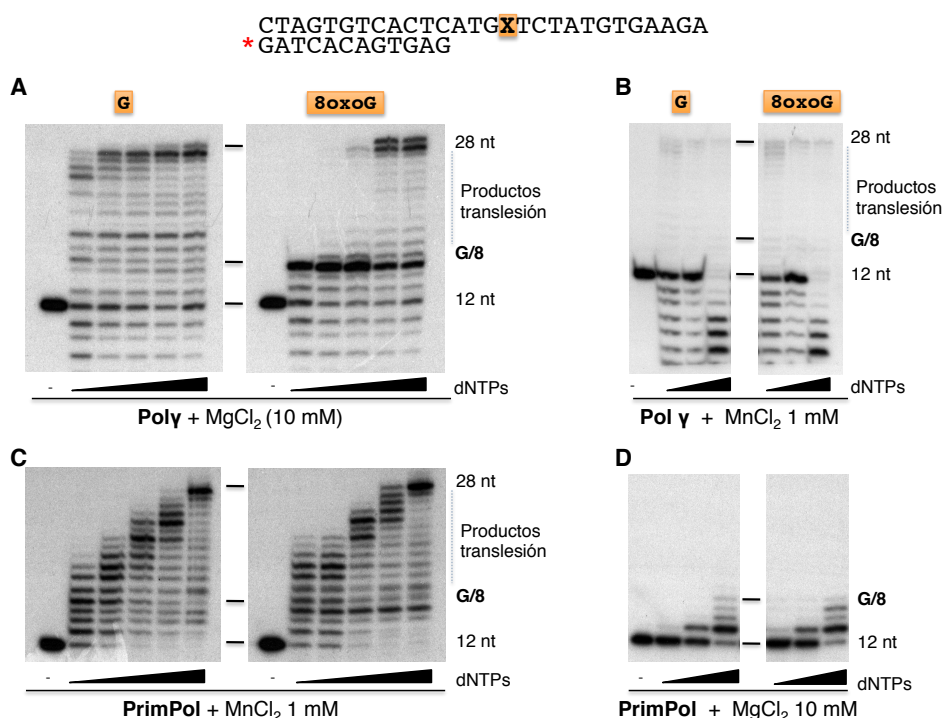 CTAGTGTCACTCATGXTCTATGTGAAGA
*GATCACAGTGAG
A
G
8oxoG
28 nt
Productos
translesión
G/8
12 nt
-
-
dNTPs
Polγ + MgCl2 (10 mM)
B
G
8oxoG
28 nt
Productos
translesión
G/8
12 nt
-
dNTPs
Pol γ + MnCl2 1 mM
C
28 nt
Productos
translesión
G/8
12 nt
-
-
dNTPs
PrimPol + MnCl2 1 mM
D
G/8
12 nt
-
-
dNTPs
PrimPol + MgCl2 10 mM